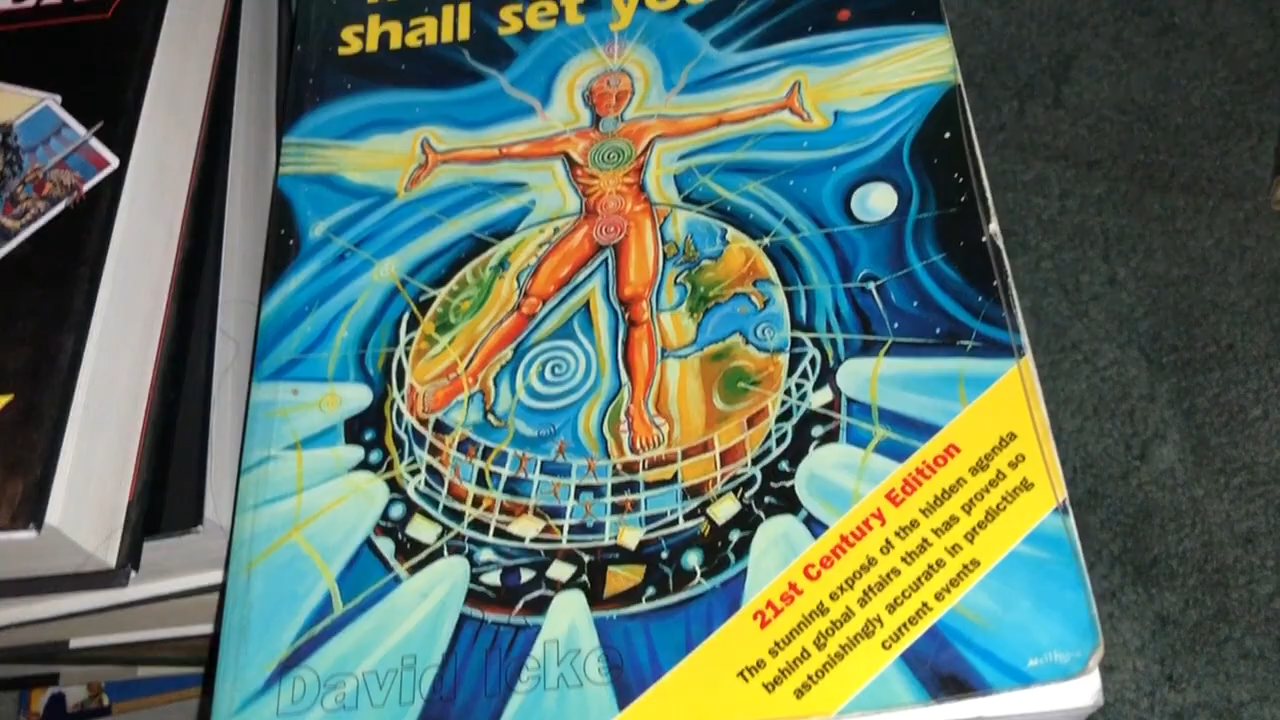 shall set you
21st Century Edition
The stunning exposé of the hidden agenda
behind global affairs that has proved so
astonishingly accurate in predicting
current events
David Icke